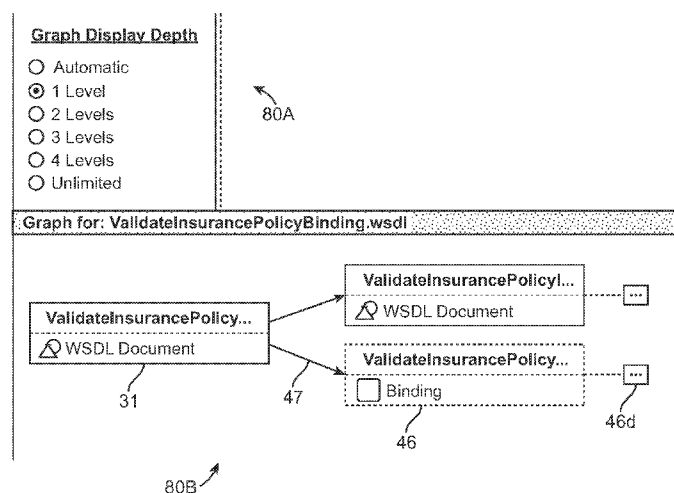 Graph Display Depth
Automatic
1 Level
2 Levels
3 Levels
4 Levels
Unlimited
80A
Graph for: ValidateInsurancePolicyBinding.wsdl
ValidateInsurancePolicyI...
WSDL Document
...
ValidateInsurancePolicy...
WSDL Document
31
47
ValidateInsurancePolicy...
Binding
46
...
46d
80B